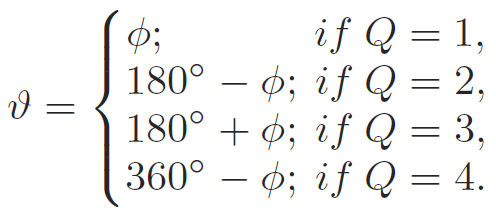 ϑ = { ϕ; if Q = 1,
180° − ϕ; if Q = 2,
180° + ϕ; if Q = 3,
360° − ϕ; if Q = 4.